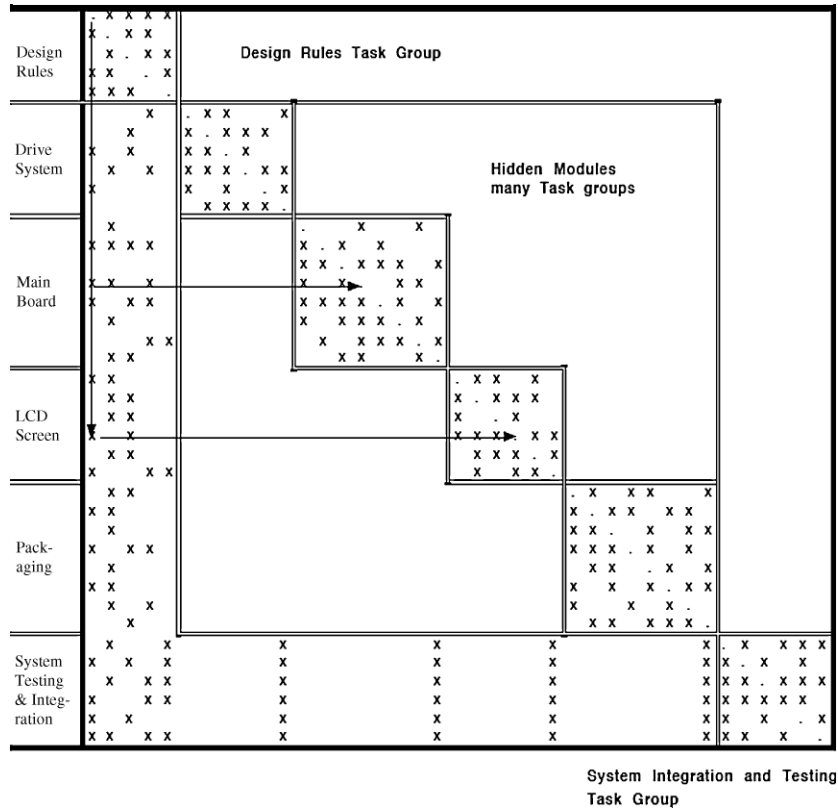 Design
Rules
Design Rules Task Group
Drive
System
Hidden Modules
many Task groups
Main
Board
LCD
Screen
Pack-
aging
System
Testing
& Integ-
ration
System Integration and Testing
Task Group